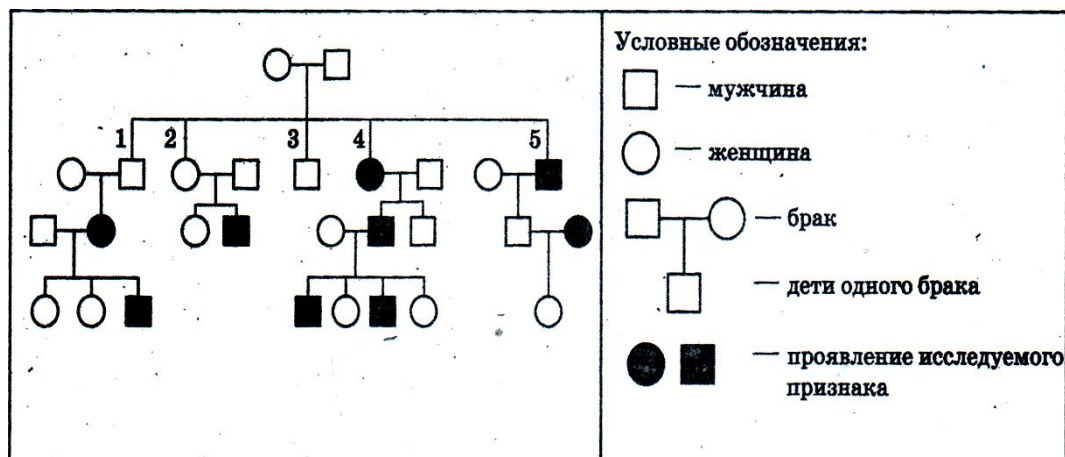 1 2 3 4 5
Условные обозначения:
— мужчина
— женщина
— брак
— дети одного брака
— проявление исследуемого
признака